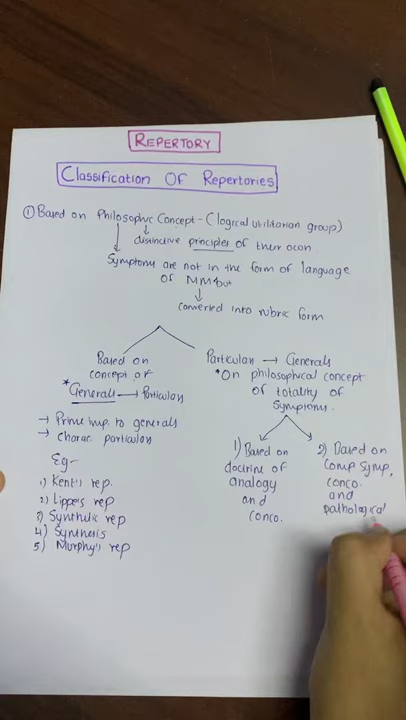 REPERTORY
Classification Of Repertories
① Based on Philosophic Concept - (logical utilitarian group)
distinctive principles of their own
Symptoms are not in the form of language
of MM but
converted into rubric form
Based on
concept of
*Generals → Particulars
→ Prime imp. to generals
→ charac particulars
Eg-
1) Kent's rep.
2) Lippe's rep
3) Synthetic rep
4) Synthesis
5) Murphy's rep
Particulars → Generals
*On philosophical concept
of totality of
Symptoms.
1) Based on
doctrine of
analogy
and
conco.
2) Based on
Comp Symp,
conco.
and
pathological